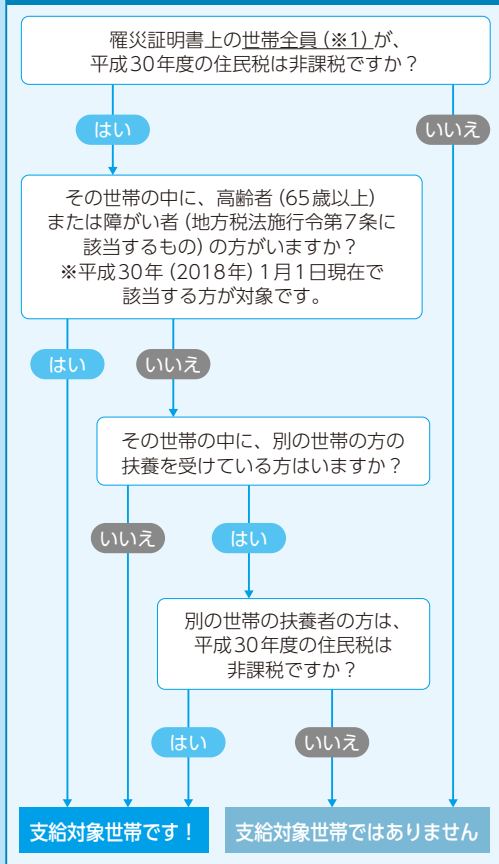 罹災証明書上の世帯全員(※1)が、
平成30年度の住民税は非課税ですか？
はい
いいえ
その世帯の中に、高齢者(65歳以上)
または障がい者(地方税法施行令第7条に
該当するもの)の方がいますか？
※平成30年(2018年)1月1日現在で
該当する方が対象です。
はい
いいえ
その世帯の中に、別の世帯の方の
扶養を受けている方はいますか？
いいえ
はい
別の世帯の扶養者の方は、
平成30年度の住民税は
非課税ですか？
はい
いいえ
支給対象世帯です！
支給対象世帯ではありません